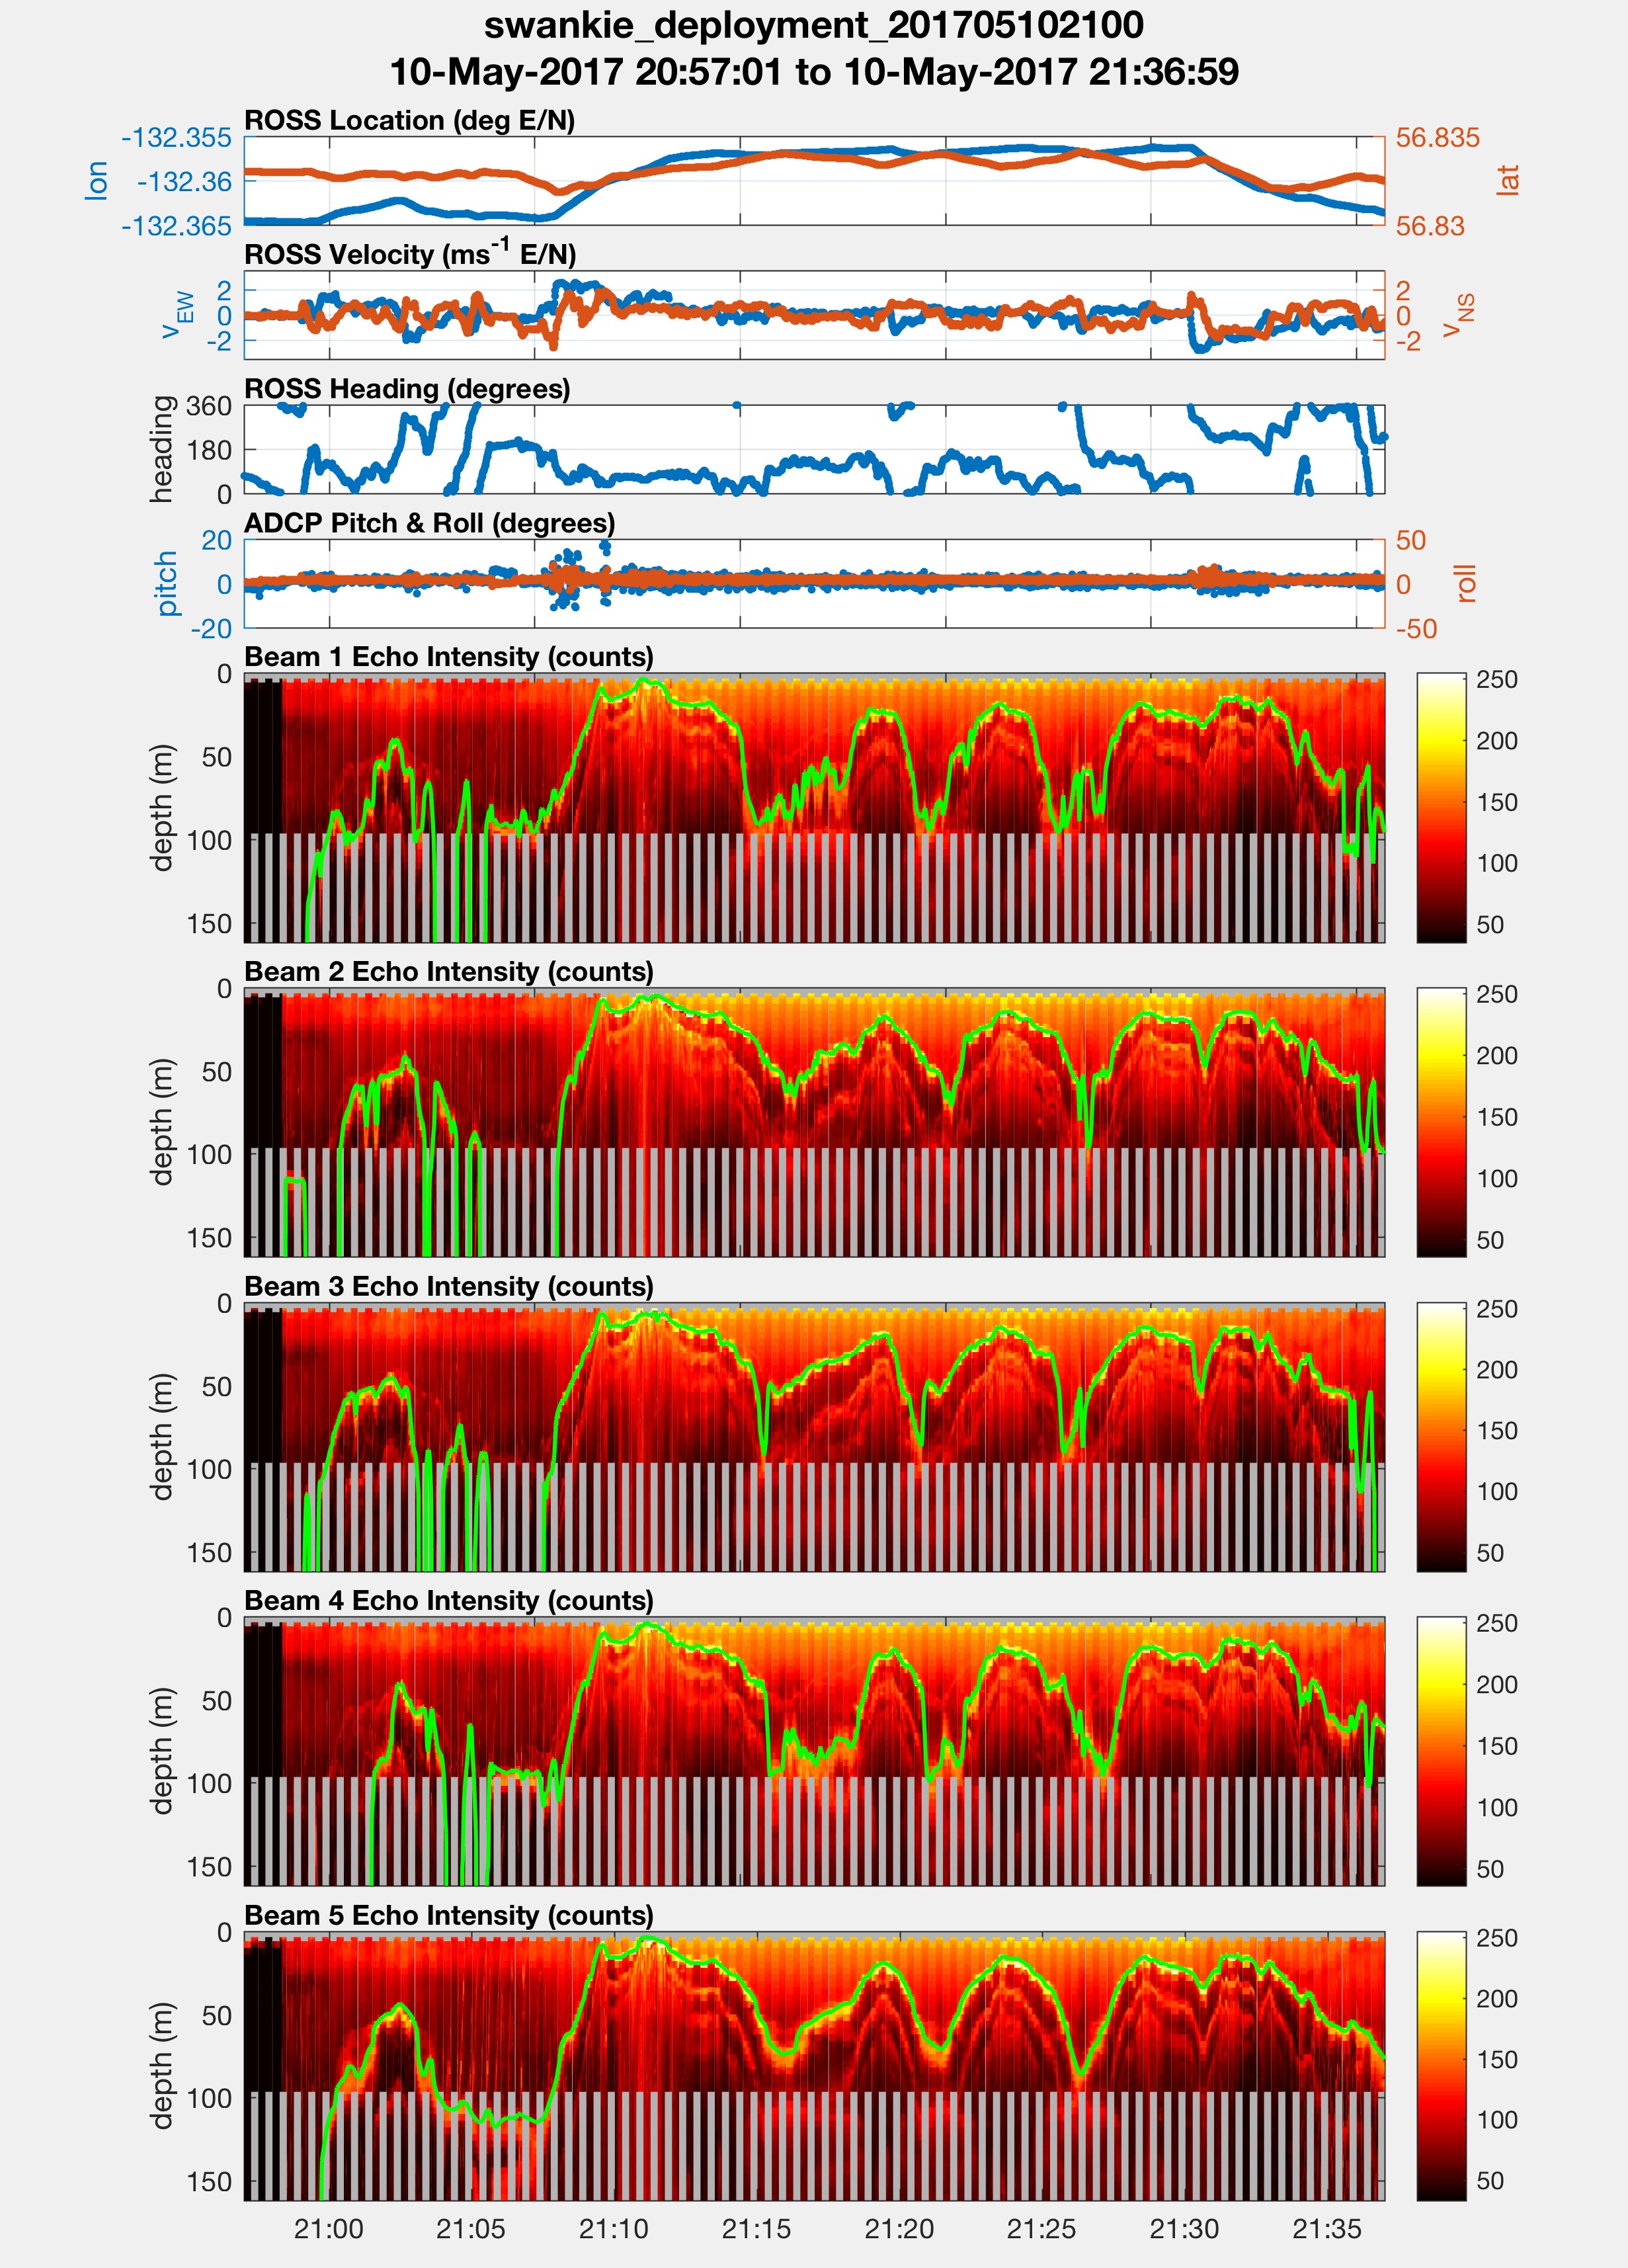 swankie_deployment_201705102100
10-May-2017 20:57:01 to 10-May-2017 21:36:59
ROSS Location (deg E/N)
-132.355
-132.36
-132.365
lon
56.835
56.83
lat
ROSS Velocity (ms-1 E/N)
2
0
-2
vEW
2
0
-2
vNS
ROSS Heading (degrees)
360
180
0
heading
ADCP Pitch & Roll (degrees)
20
0
-20
pitch
50
0
-50
roll
Beam 1 Echo Intensity (counts)
0
50
100
150
depth (m)
250
200
150
100
50
Beam 2 Echo Intensity (counts)
0
50
100
150
depth (m)
250
200
150
100
50
Beam 3 Echo Intensity (counts)
0
50
100
150
depth (m)
250
200
150
100
50
Beam 4 Echo Intensity (counts)
0
50
100
150
depth (m)
250
200
150
100
50
Beam 5 Echo Intensity (counts)
0
50
100
150
depth (m)
250
200
150
100
50
21:00 21:05 21:10 21:15 21:20 21:25 21:30 21:35